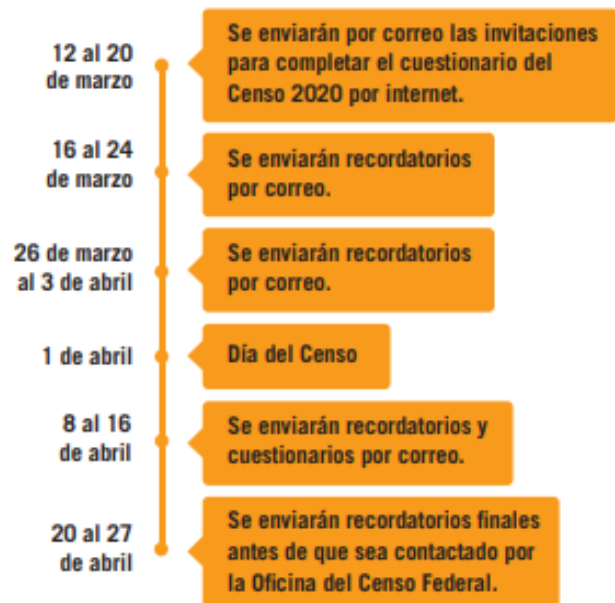 12 al 20
de marzo
Se enviarán por correo las invitaciones
para completar el cuestionario del
Censo 2020 por internet.
16 al 24
de marzo
Se enviarán recordatorios
por correo.
26 de marzo
al 3 de abril
Se enviarán recordatorios
por correo.
1 de abril
Día del Censo
8 al 16
de abril
Se enviarán recordatorios y
cuestionarios por correo.
20 al 27
de abril
Se enviarán recordatorios finales
antes de que sea contactado por
la Oficina del Censo Federal.